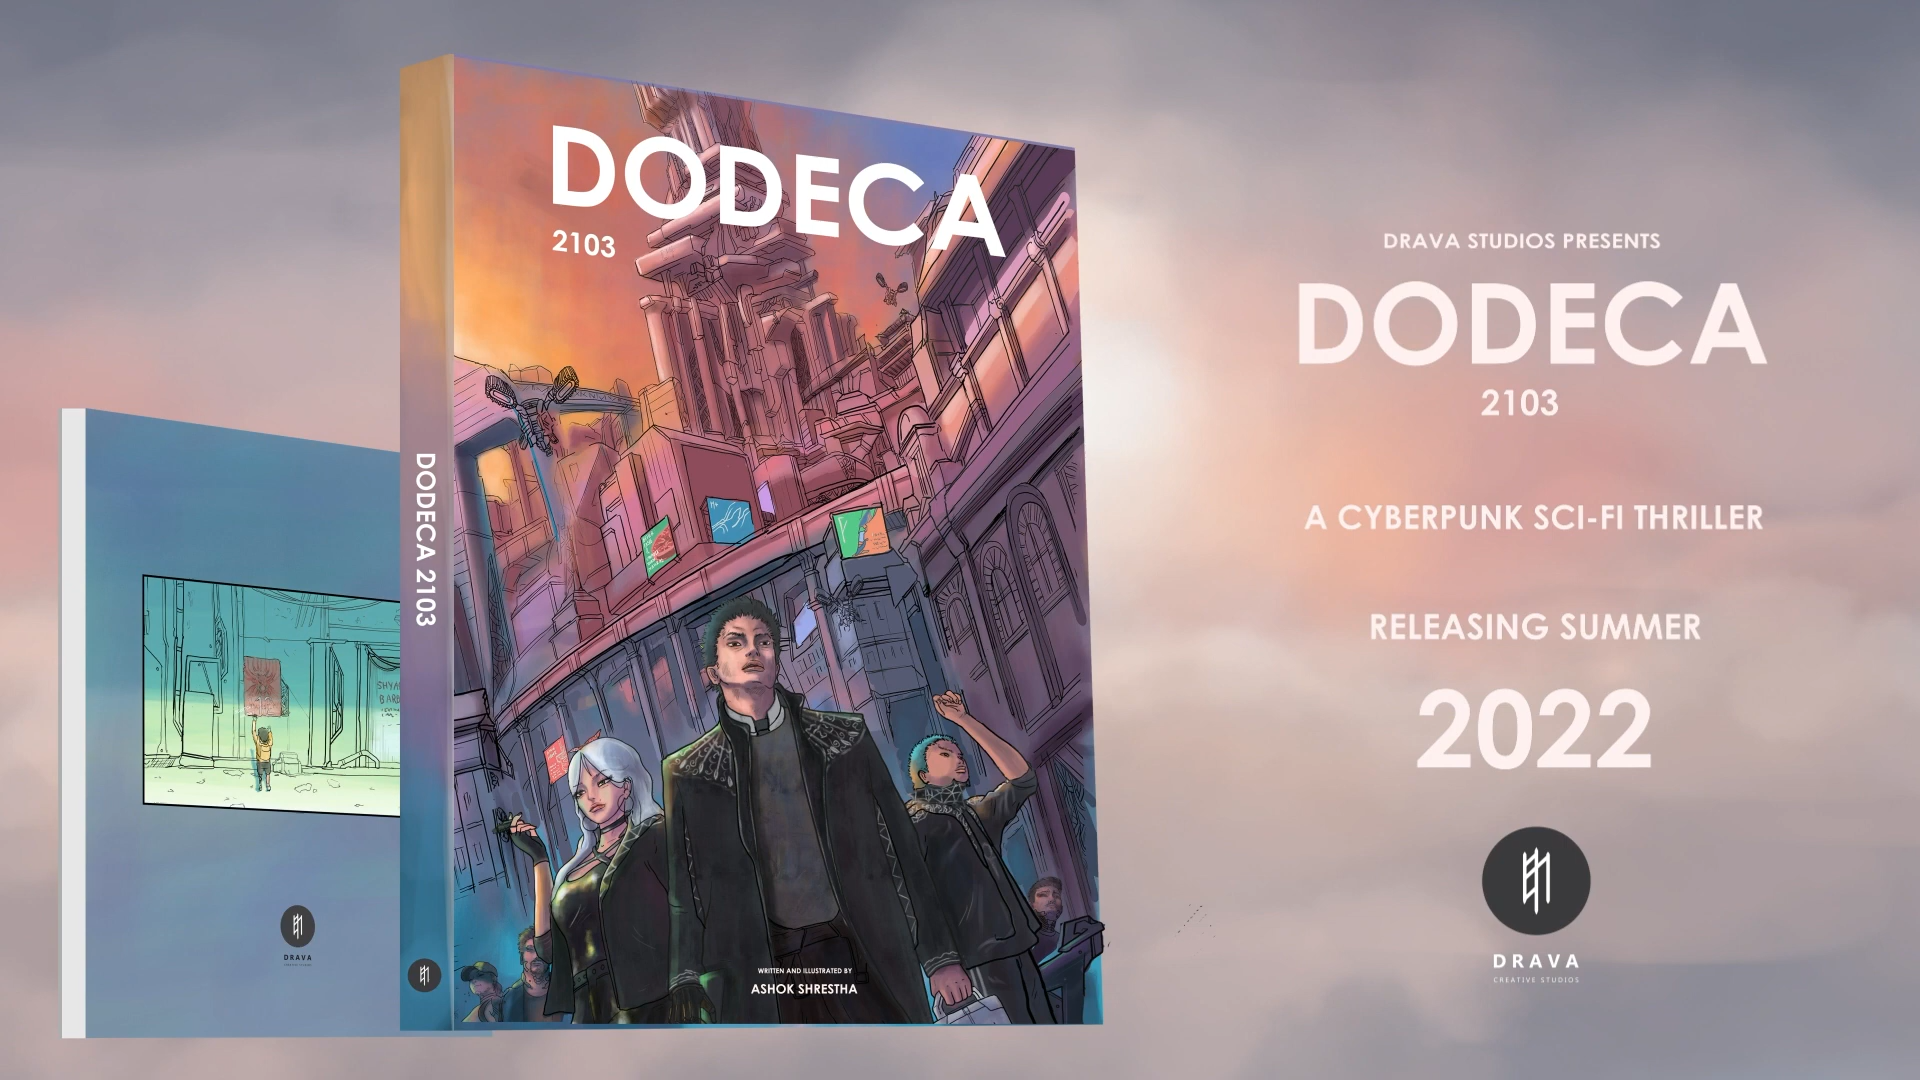 DODECA
2103
WRITTEN AND ILLUSTRATED BY
ASHOK SHRESTHA
DODECA 2103
DRAVA
DRAVA STUDIOS PRESENTS
DODECA
2103
A CYBERPUNK SCI-FI THRILLER
RELEASING SUMMER
2022
DRAVA
CREATIVE STUDIOS